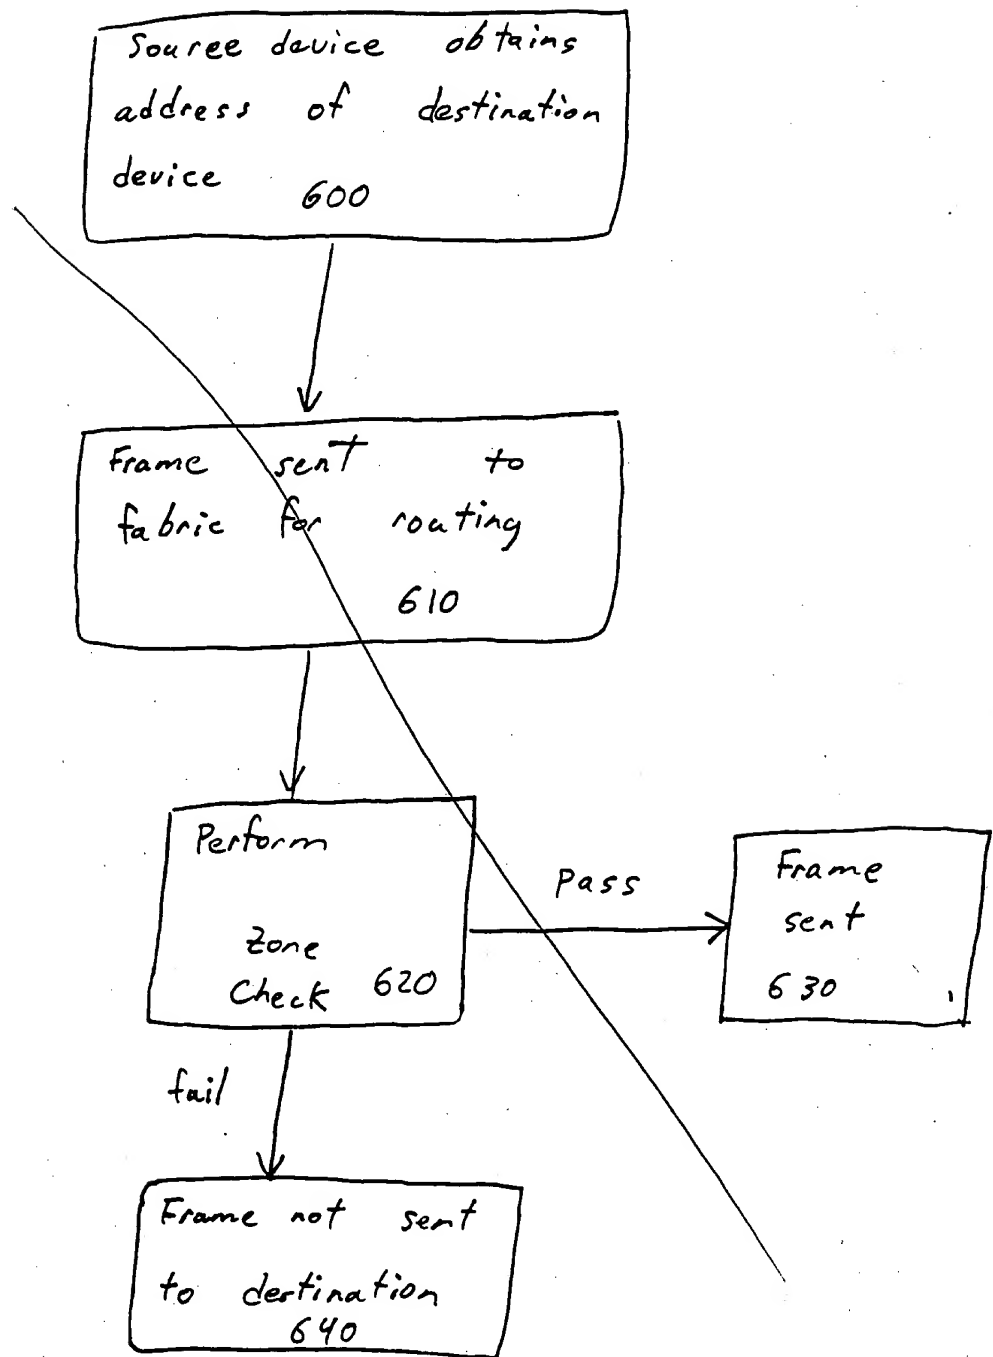 Source device obtains
address of destination
device 600
Frame sent to
fabric for routing
610
Perform
Zone
Check 620
Pass
Frame
sent
630
fail
Frame not sent
to destination
640